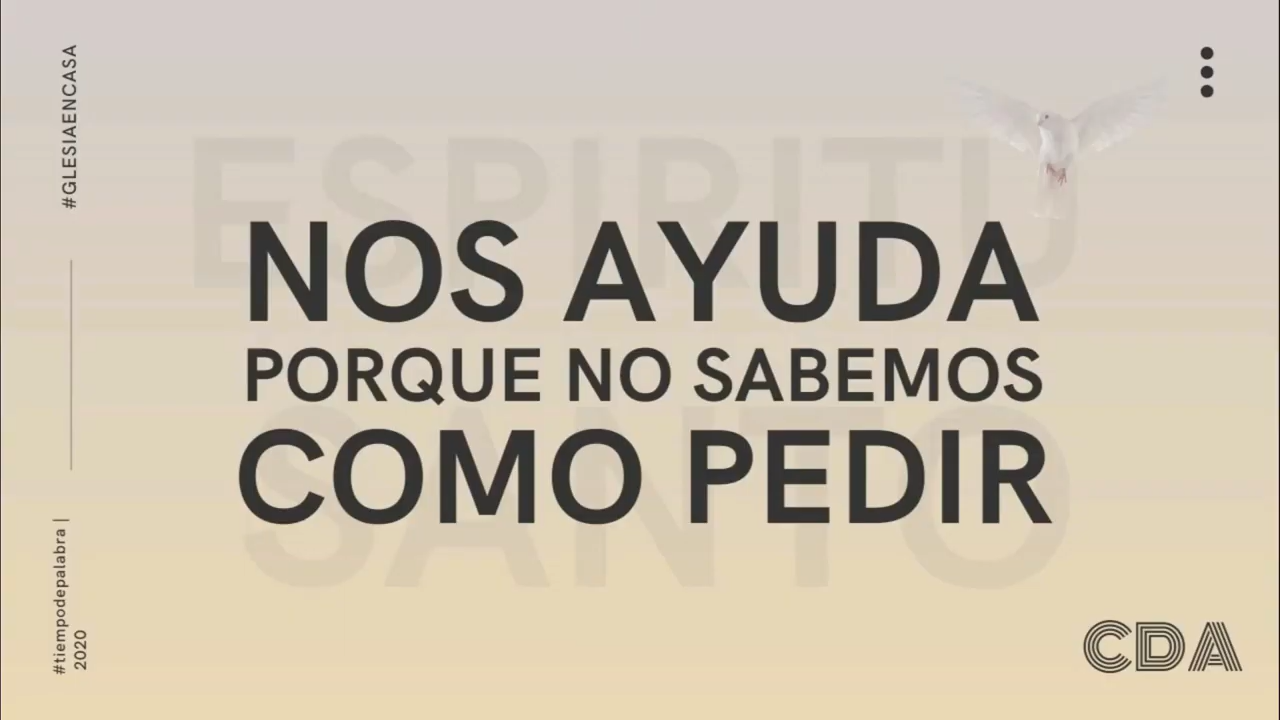 #GLESIAENCASA
ESPIRITU
NOS AYUDA
PORQUE NO SABEMOS
COMO PEDIR
SANTO
#tiempodepalabra |
2020
CDA